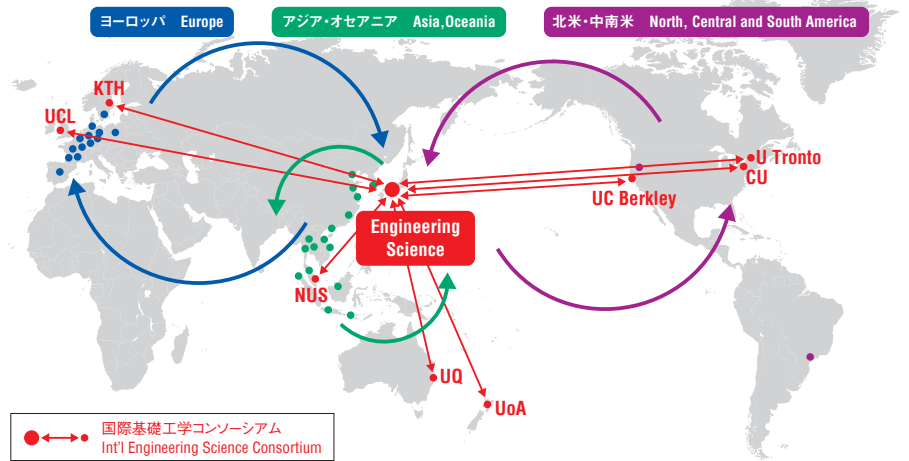 ヨーロッパ Europe
アジア・オセアニア Asia,Oceania
北米・中南米 North, Central and South America
KTH
UCL
U Tronto
CU
UC Berkley
Engineering
Science
NUS
UQ
UoA
国際基礎工学コンソーシアム
Int'l Engineering Science Consortium